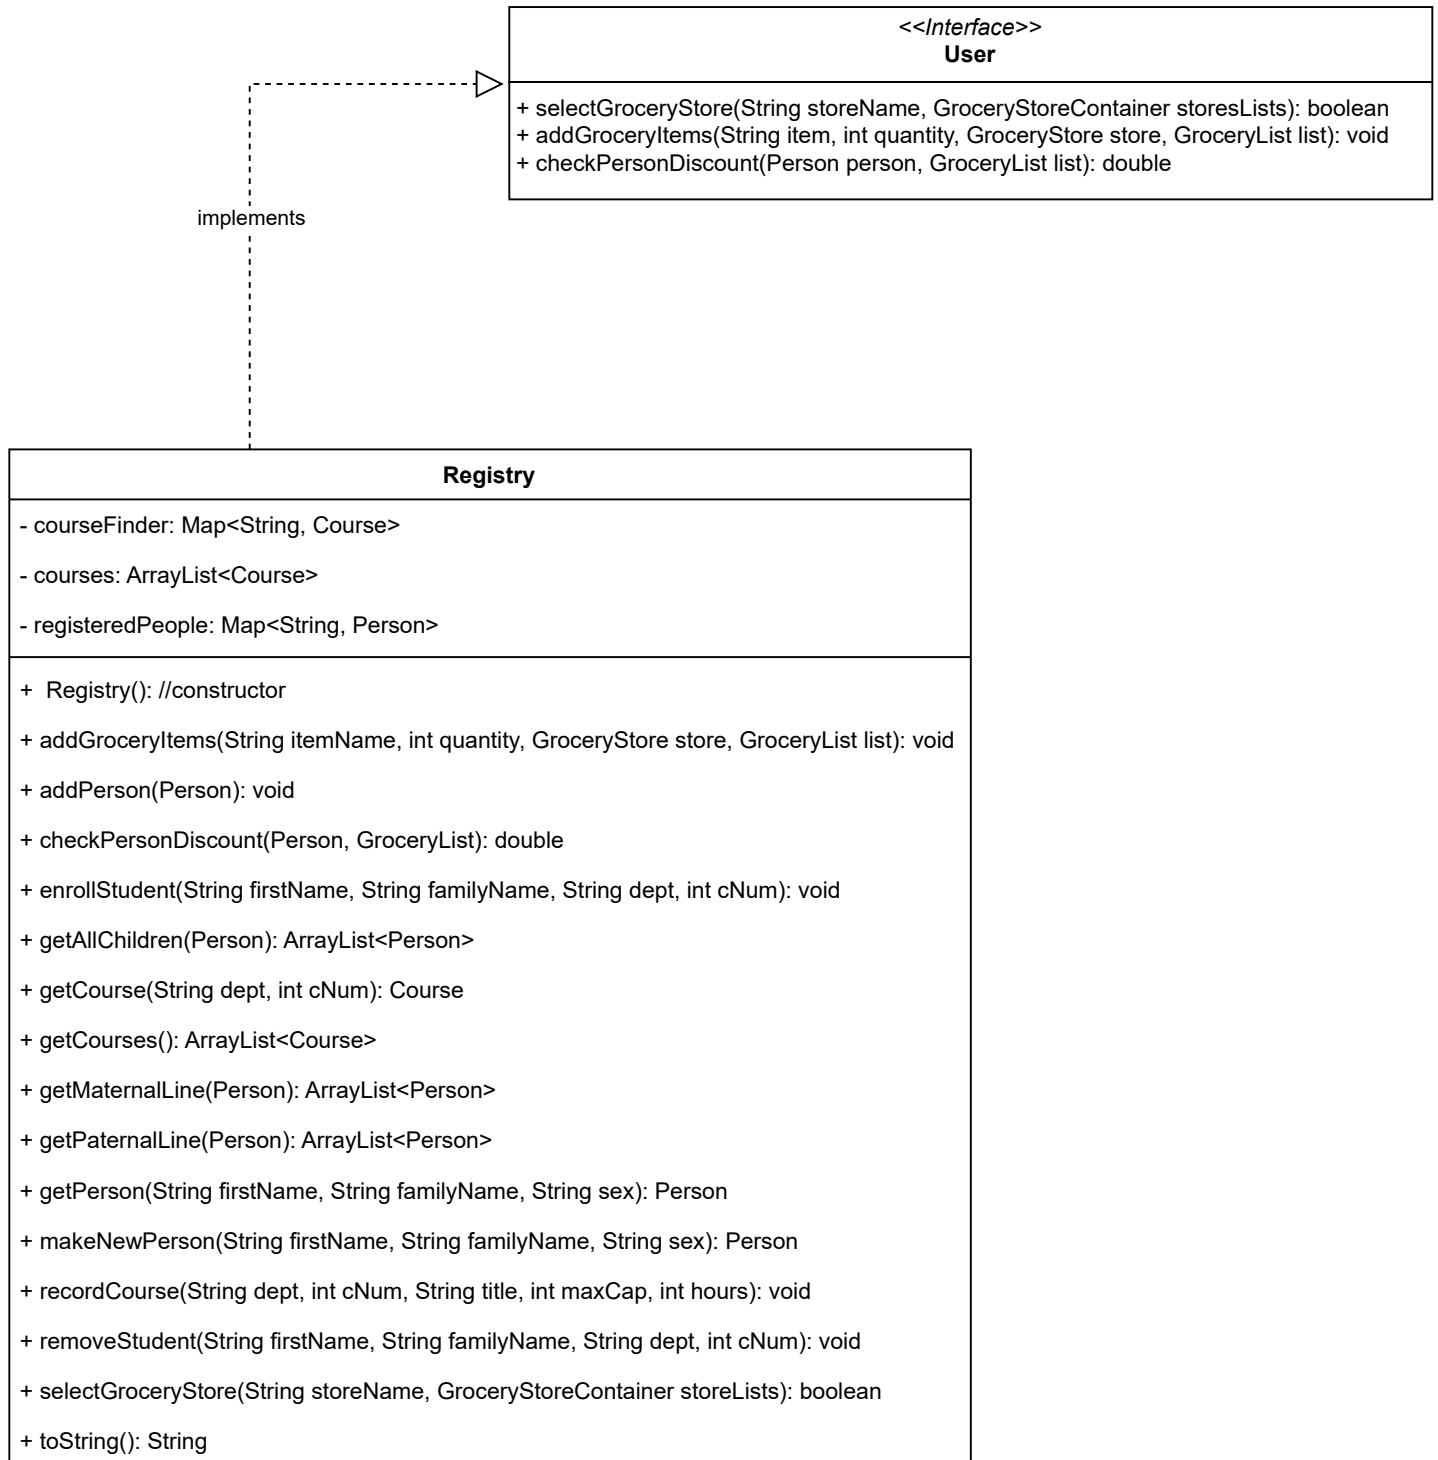 <<Interface>>
User
+ selectGroceryStore(String storeName, GroceryStoreContainer storesLists): boolean
+ addGroceryItems(String item, int quantity, GroceryStore store, GroceryList list): void
+ checkPersonDiscount(Person person, GroceryList list): double
implements
Registry
- courseFinder: Map<String, Course>
- courses: ArrayList<Course>
- registeredPeople: Map<String, Person>
+ Registry(): //constructor
+ addGroceryItems(String itemName, int quantity, GroceryStore store, GroceryList list): void
+ addPerson(Person): void
+ checkPersonDiscount(Person, GroceryList): double
+ enrollStudent(String firstName, String familyName, String dept, int cNum): void
+ getAllChildren(Person): ArrayList<Person>
+ getCourse(String dept, int cNum): Course
+ getCourses(): ArrayList<Course>
+ getMaternalLine(Person): ArrayList<Person>
+ getPaternalLine(Person): ArrayList<Person>
+ getPerson(String firstName, String familyName, String sex): Person
+ makeNewPerson(String firstName, String familyName, String sex): Person
+ recordCourse(String dept, int cNum, String title, int maxCap, int hours): void
+ removeStudent(String firstName, String familyName, String dept, int cNum): void
+ selectGroceryStore(String storeName, GroceryStoreContainer storeLists): boolean
+ toString(): String